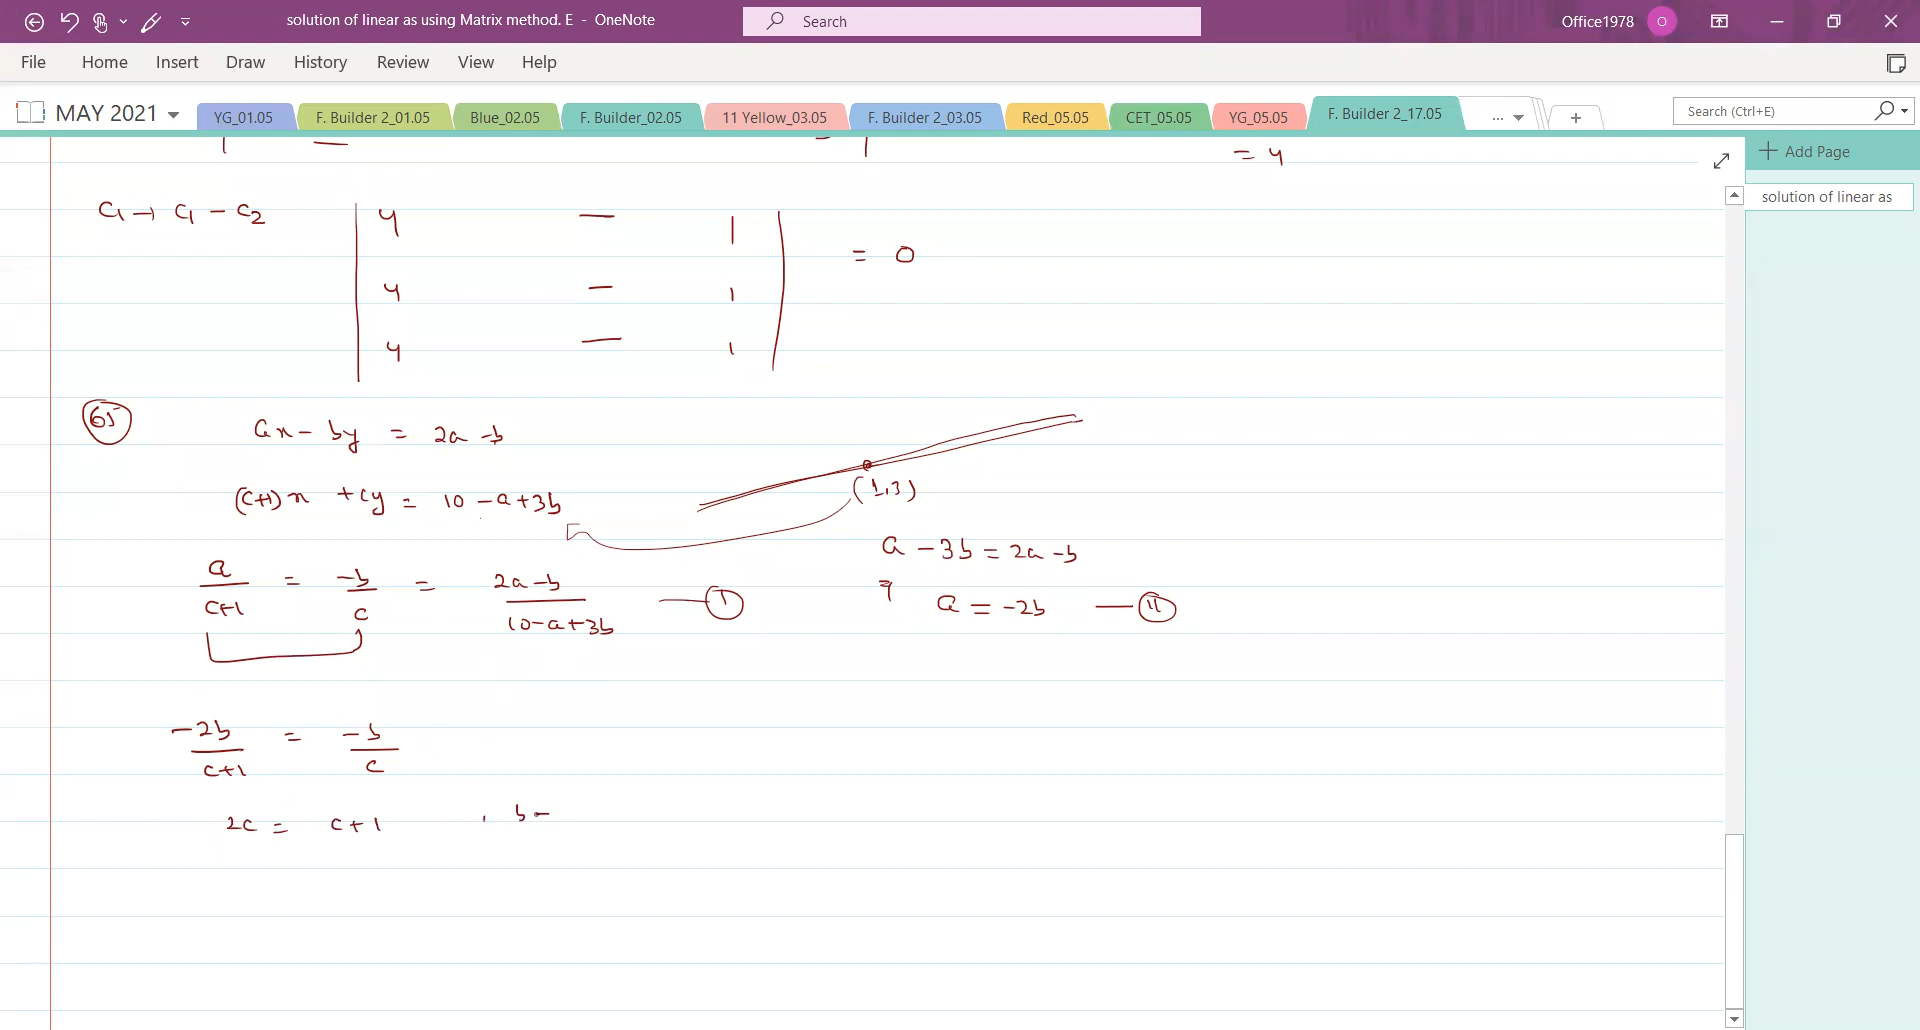 solution of linear as using Matrix method. E - OneNote
Search
Office1978
O
File Home Insert Draw History Review View Help
MAY 2021
YG_01.05
F. Builder 2_01.05
Blue_02.05
F. Builder_02.05
11 Yellow_03.05
F. Builder 2_03.05
Red_05.05
CET_05.05
YG_05.05
F. Builder 2_17.05
...
+
Search (Ctrl+E)
+ Add Page
solution of linear as
= 4
C1 → C1 - C2
4 — 1
4 — 1
4 — 1
= 0
65
ax - by = 2a - b
(c+1)x + cy = 10 - a + 3b
(1,3)
a/(c+1) = -b/c = (2a-b)/(10-a+3b) — I
a - 3b = 2a - b
a = -2b — II
-2b/(c+1) = -b/c
2c = c+1 , b -